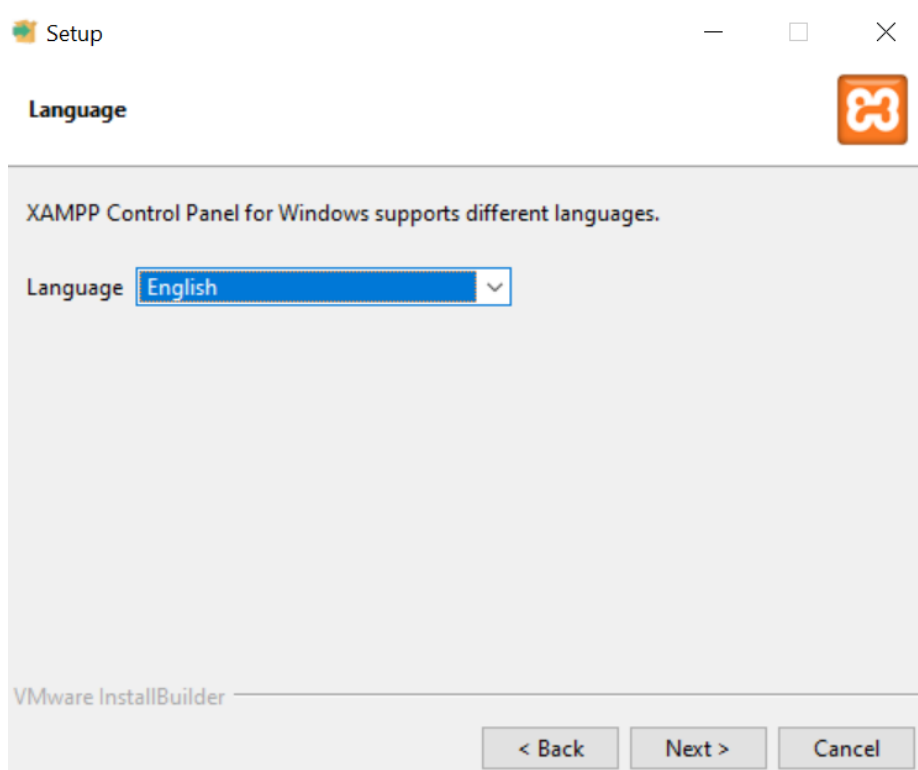 Setup
Language
XAMPP Control Panel for Windows supports different languages.
Language English
VMware InstallBuilder
< Back Next > Cancel